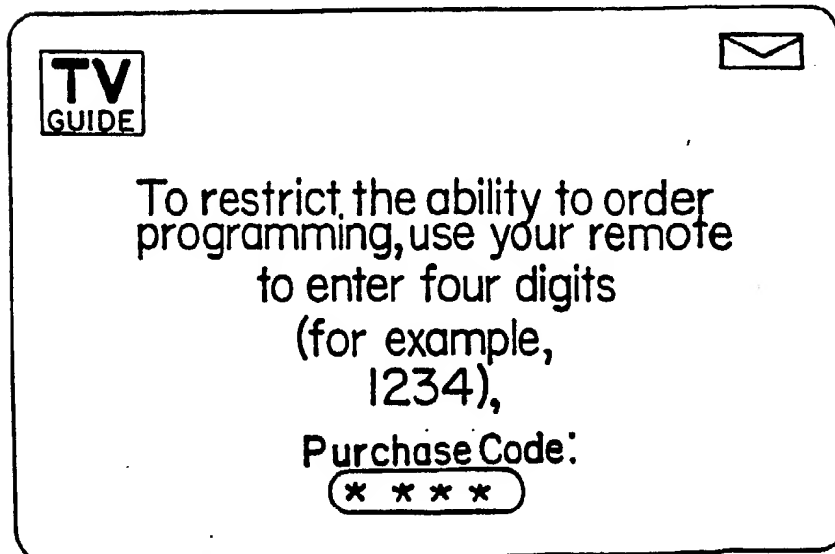 TV
GUIDE
To restrict the ability to order
programming, use your remote
to enter four digits
(for example,
1234),
Purchase Code:
* * * *